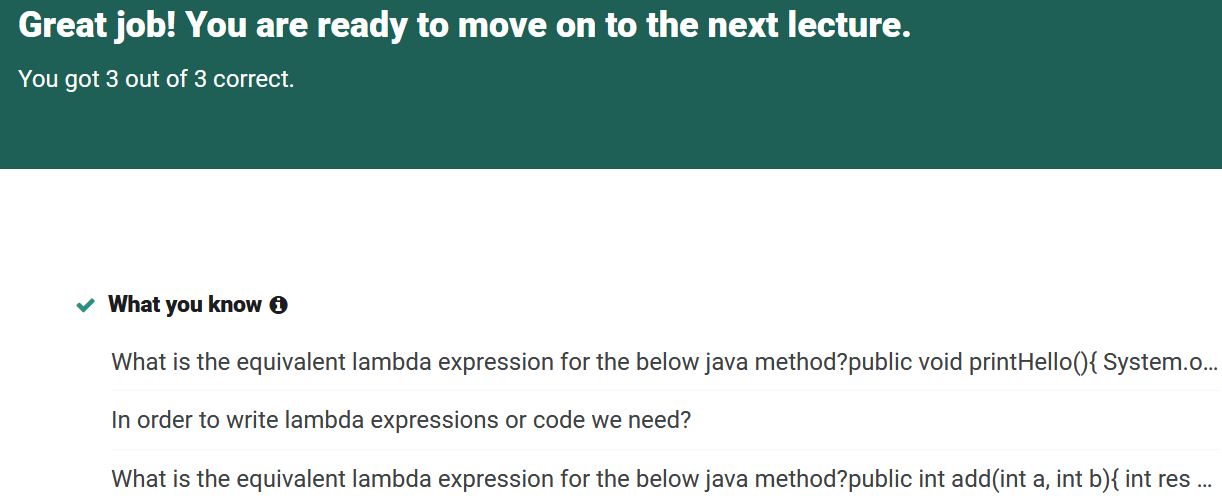 Great job! You are ready to move on to the next lecture.
You got 3 out of 3 correct.
What you know
What is the equivalent lambda expression for the below java method?public void printHello(){ System.o...
In order to write lambda expressions or code we need?
What is the equivalent lambda expression for the below java method?public int add(int a, int b){ int res ...